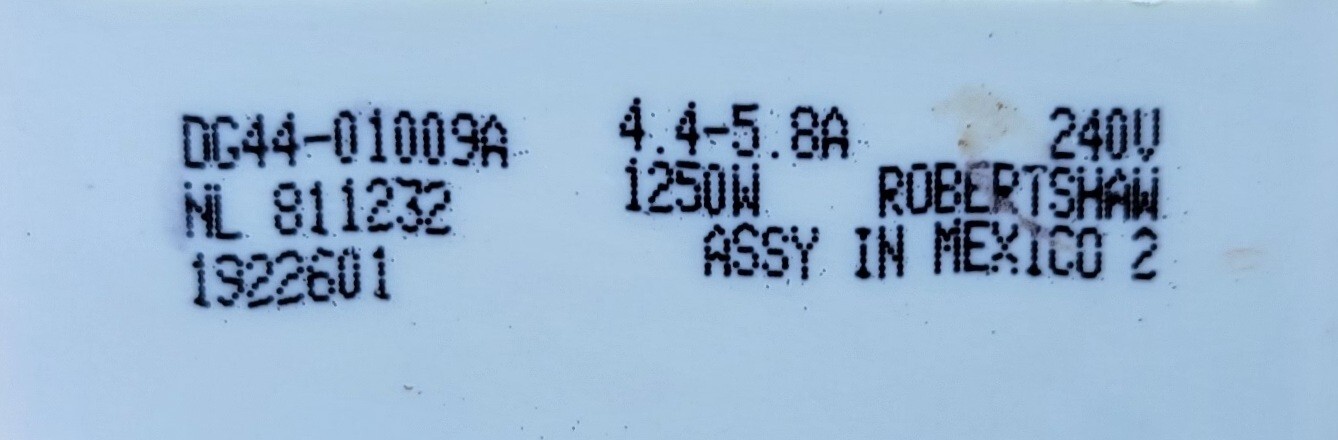 DG44-01009A 4.4-5.8A 240V
NL 811232 1250W ROBERTSHAW
1922601 ASSY IN MEXICO 2